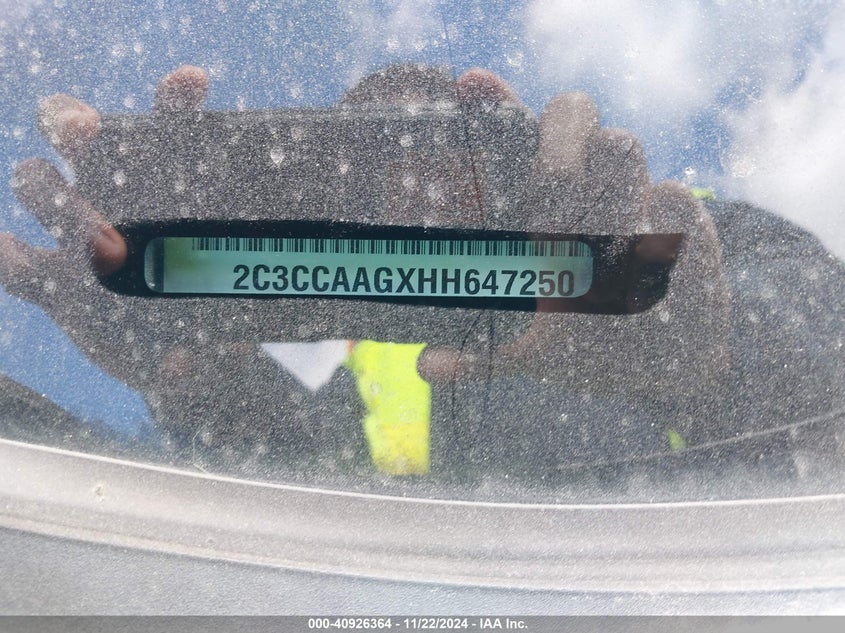 2C3CCAAGXHH647250
000-40926364 - 11/22/2024 - IAA Inc.